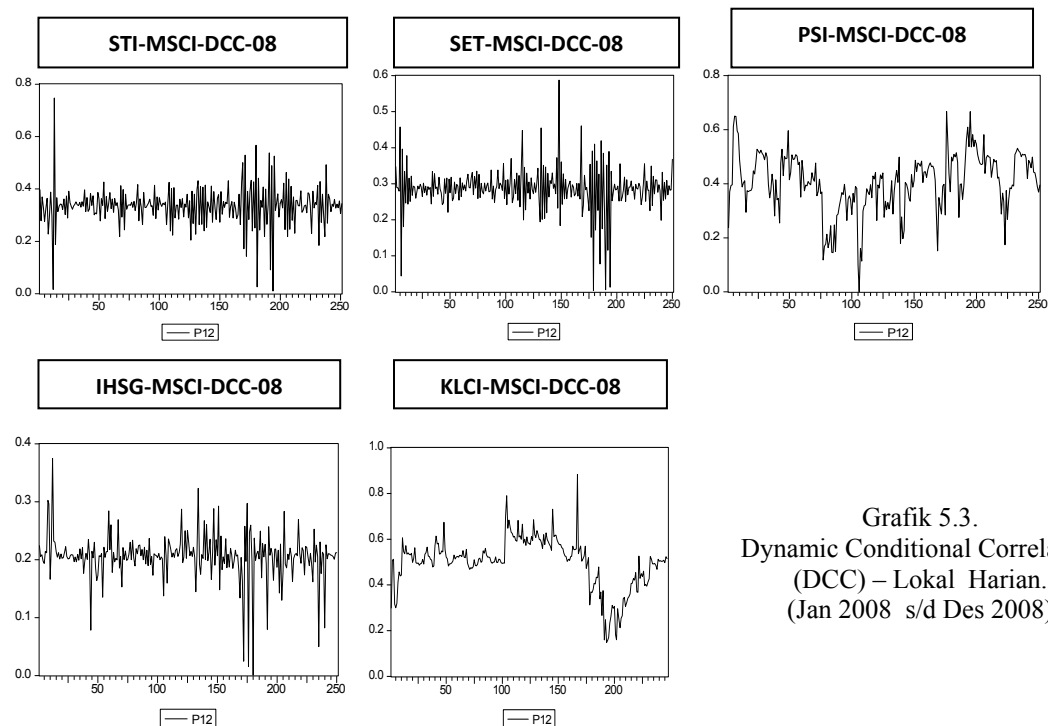 STI-MSCI-DCC-08
0.8
0.6
0.4
0.2
0.0
50 100 150 200 250
P12
SET-MSCI-DCC-08
0.6
0.5
0.4
0.3
0.2
0.1
0.0
50 100 150 200 250
P12
PSI-MSCI-DCC-08
0.8
0.6
0.4
0.2
0.0
50 100 150 200 250
P12
IHSG-MSCI-DCC-08
0.4
0.3
0.2
0.1
0.0
50 100 150 200 250
P12
KLCI-MSCI-DCC-08
1.0
0.8
0.6
0.4
0.2
0.0
50 100 150 200
P12
Grafik 5.3.
Dynamic Conditional Correla
(DCC) – Lokal Harian.
(Jan 2008 s/d Des 2008)